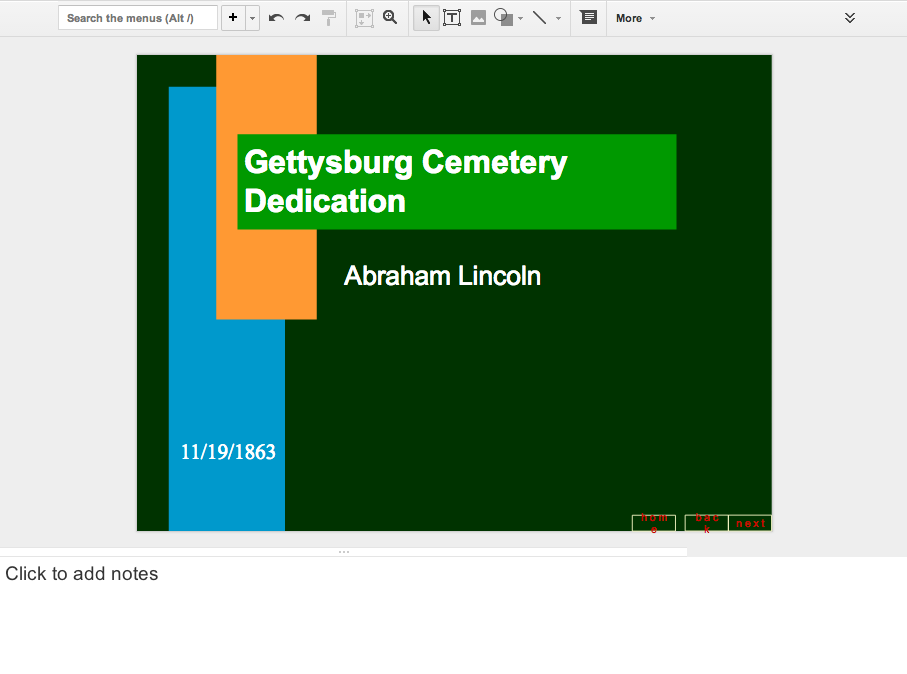 Search the menus (Alt /)
More
Gettysburg Cemetery
Dedication
Abraham Lincoln
11/19/1863
hom
e
bac
k
next
Click to add notes